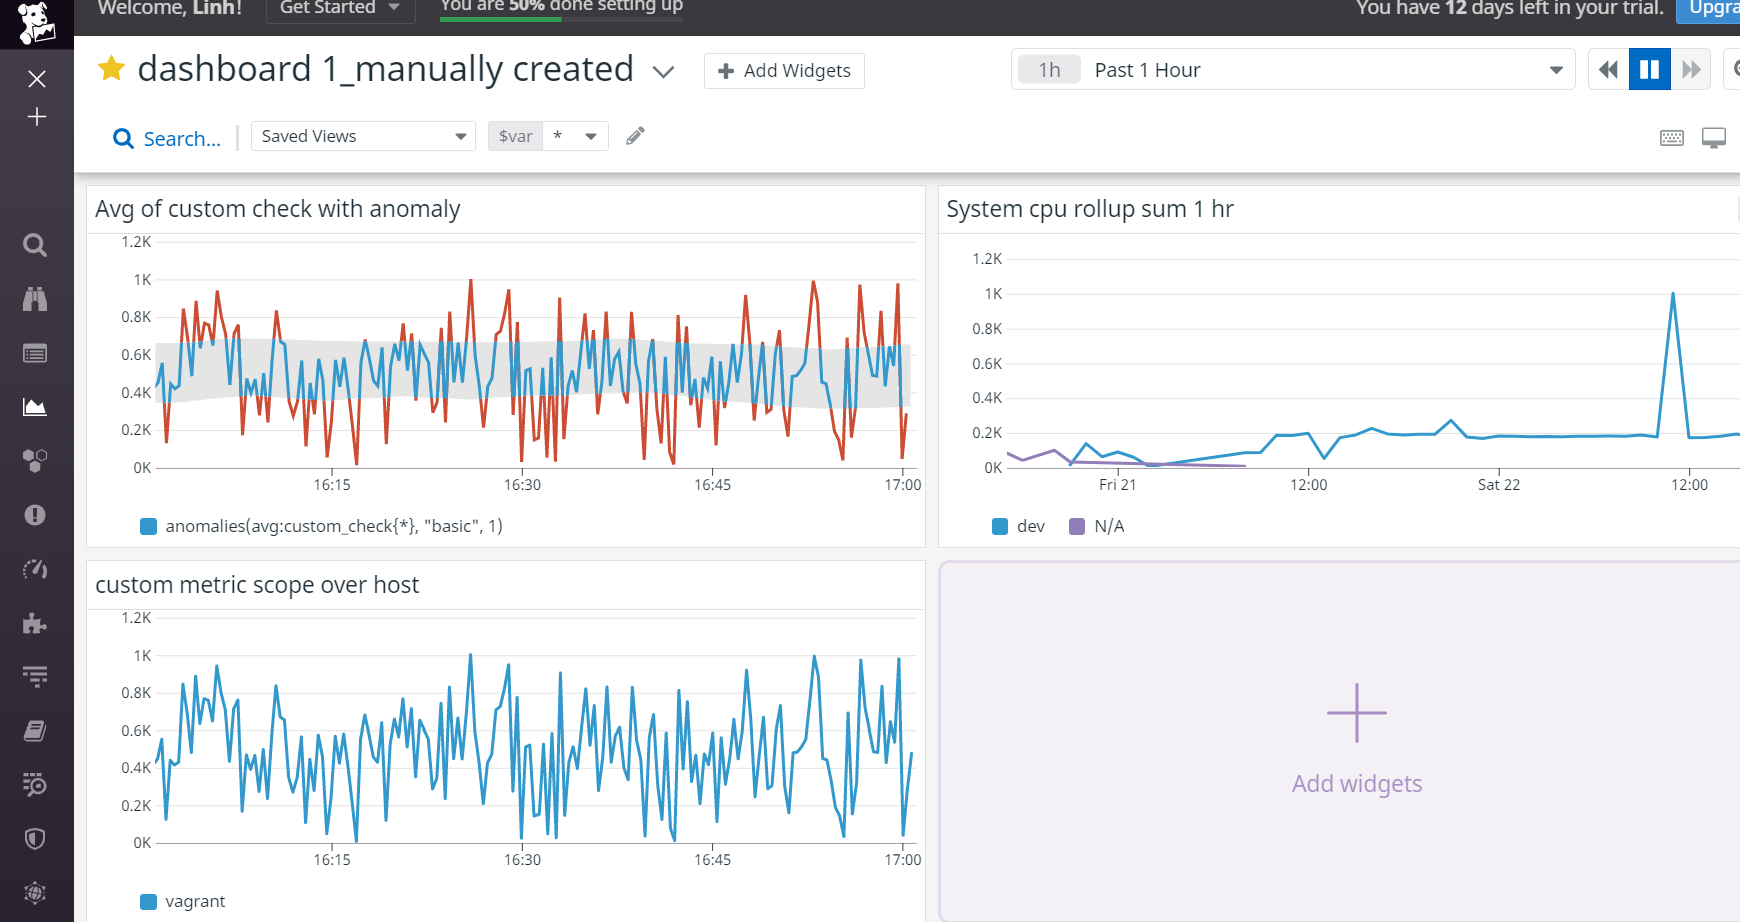 Welcome, Linh!
Get Started
You are 50% done setting up
You have 12 days left in your trial.
Upgra
dashboard 1_manually created
Add Widgets
1h Past 1 Hour
Search...
Saved Views
$var *
Avg of custom check with anomaly
1.2K
1K
0.8K
0.6K
0.4K
0.2K
0K
16:15 16:30 16:45 17:00
anomalies(avg:custom_check{*}, "basic", 1)
System cpu rollup sum 1 hr
1.2K
1K
0.8K
0.6K
0.4K
0.2K
0K
Fri 21 12:00 Sat 22 12:00
dev N/A
custom metric scope over host
1.2K
1K
0.8K
0.6K
0.4K
0.2K
0K
16:15 16:30 16:45 17:00
vagrant
Add widgets